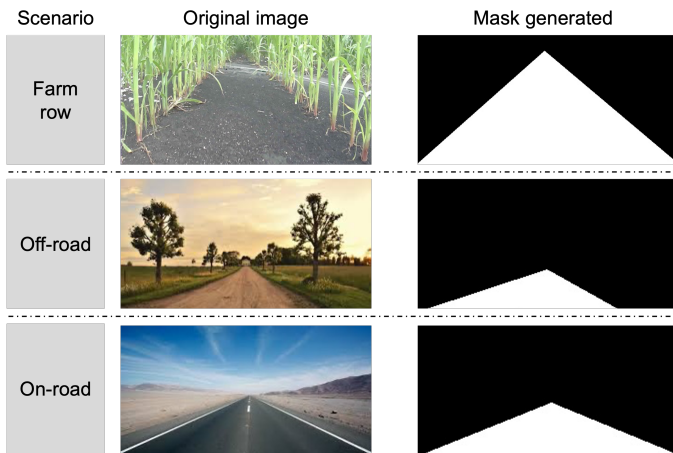 Scenario
Original image
Mask generated
Farm
row
Off-road
On-road